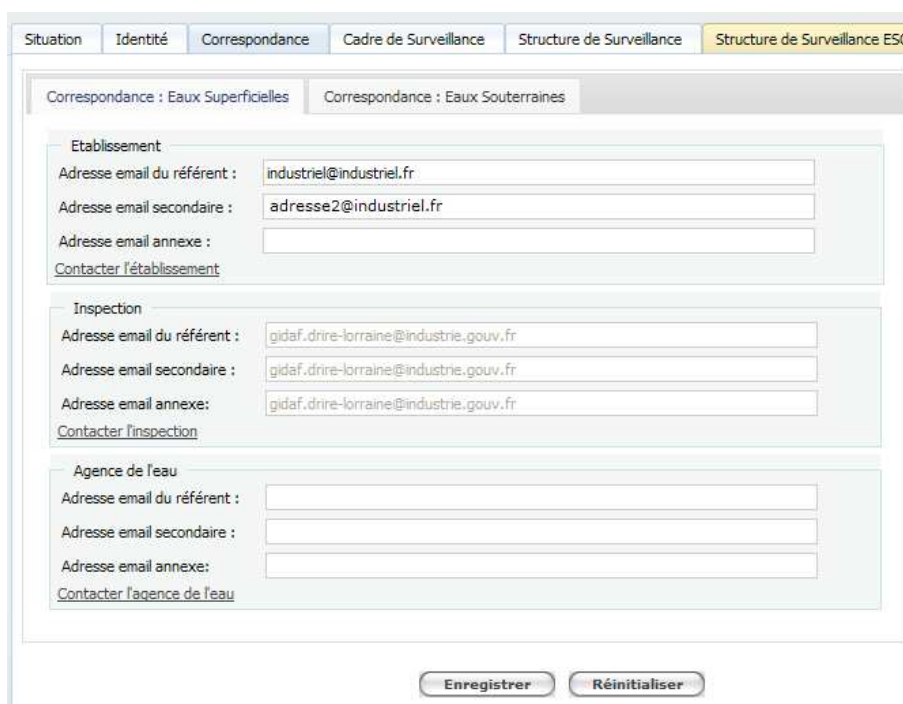 Situation Identité Correspondance Cadre de Surveillance Structure de Surveillance Structure de Surveillance ESO
Correspondance : Eaux Superficielles Correspondance : Eaux Souterraines
Etablissement
Adresse email du référent : industriel@industriel.fr
Adresse email secondaire : adresse2@industriel.fr
Adresse email annexe :
Contacter l'établissement
Inspection
Adresse email du référent : gidaf.drire-lorraine@industrie.gouv.fr
Adresse email secondaire : gidaf.drire-lorraine@industrie.gouv.fr
Adresse email annexe: gidaf.drire-lorraine@industrie.gouv.fr
Contacter l'inspection
Agence de l'eau
Adresse email du référent :
Adresse email secondaire :
Adresse email annexe:
Contacter l'agence de l'eau
Enregistrer Réinitialiser